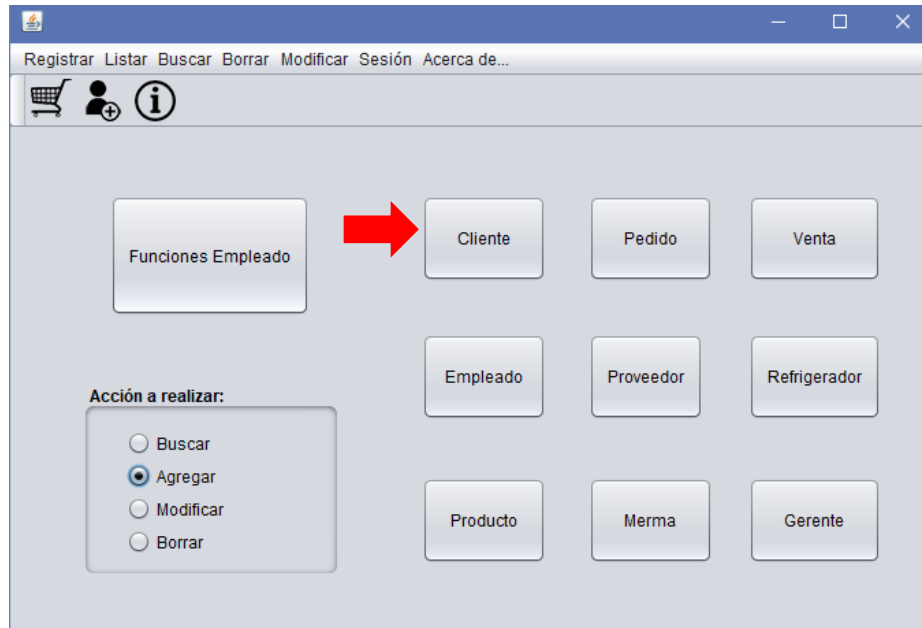 Registrar Listar Buscar Borrar Modificar Sesión Acerca de...
Funciones Empleado
Cliente
Pedido
Venta
Empleado
Proveedor
Refrigerador
Acción a realizar:
Buscar
Agregar
Modificar
Borrar
Producto
Merma
Gerente